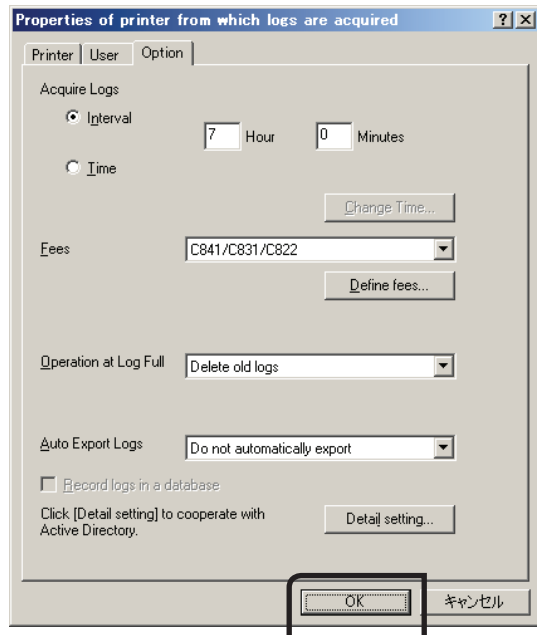 Properties of printer from which logs are acquired
Printer User Option
Acquire Logs
Interval
7 Hour 0 Minutes
Time
Change Time...
Fees C841/C831/C822
Define fees...
Operation at Log Full Delete old logs
Auto Export Logs Do not automatically export
Record logs in a database
Click [Detail setting] to cooperate with
Active Directory.
Detail setting...
OK キャンセル